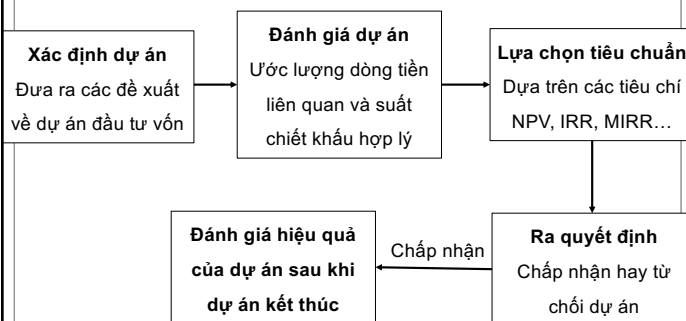 Xác định dự án
Đưa ra các đề xuất
về dự án đầu tư vốn
Đánh giá dự án
Ước lượng dòng tiền
liên quan và suất
chiết khấu hợp lý
Lựa chọn tiêu chuẩn
Dựa trên các tiêu chí
NPV, IRR, MIRR…
Ra quyết định
Chấp nhận hay từ
chối dự án
Chấp nhận
Đánh giá hiệu quả
của dự án sau khi
dự án kết thúc